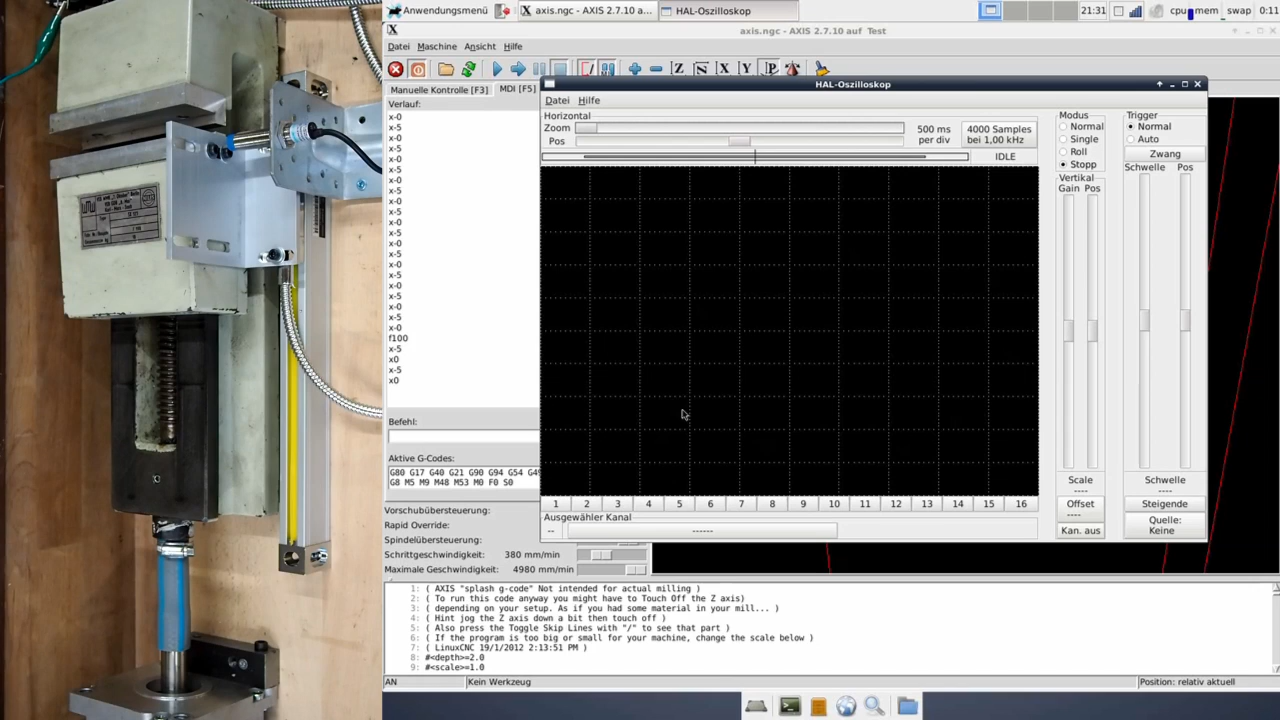 Anwendungsmenü
axis.ngc - AXIS 2.7.10 a...
HAL-Oszilloskop
21:31
cpu
mem
swap
0:11
axis.ngc - AXIS 2.7.10 auf Test
Datei Maschine Ansicht Hilfe
Manuelle Kontrolle [F3]
MDI [F5]
Verlauf:
x-0
x-5
x-0
x-5
x-0
x-5
x-0
x-5
x-0
x-5
x-0
x-5
x-0
x-5
x-0
x-5
x-0
x-5
x-0
x-5
x-0
f100
x-5
x0
x-5
x0
Befehl:
Aktive G-Codes:
G80 G17 G40 G21 G90 G94 G54
G8 M5 M9 M48 M53 M0 F0 S0
Vorschubübersteuerung:
Rapid Override:
Spindelübersteuerung:
Schrittgeschwindigkeit: 380 mm/min
Maximale Geschwindigkeit: 4980 mm/min
HAL-Oszilloskop
Datei Hilfe
Horizontal
Zoom
Pos
500 ms
per div
4000 Samples
bei 1,00 kHz
IDLE
1 2 3 4 5 6 7 8 9 10 11 12 13 14 15 16
Ausgewähler Kanal
--
------
Modus
Normal
Single
Roll
Stopp
Vertikal
Gain Pos
Scale
----
Offset
----
Kan. aus
Trigger
Normal
Auto
Zwang
Schwelle Pos
Schwelle
----
Steigende
Quelle:
Keine
1: ( AXIS "splash g-code" Not intended for actual milling )
2: ( To run this code anyway you might have to Touch Off the Z axis)
3: ( depending on your setup. As if you had some material in your mill... )
4: ( Hint jog the Z axis down a bit then touch off )
5: ( Also press the Toggle Skip Lines with "/" to see that part )
6: ( If the program is too big or small for your machine, change the scale below )
7: ( LinuxCNC 19/1/2012 2:13:51 PM )
8: #<depth>=2.0
9: #<scale>=1.0
AN
Kein Werkzeug
Position: relativ aktuell